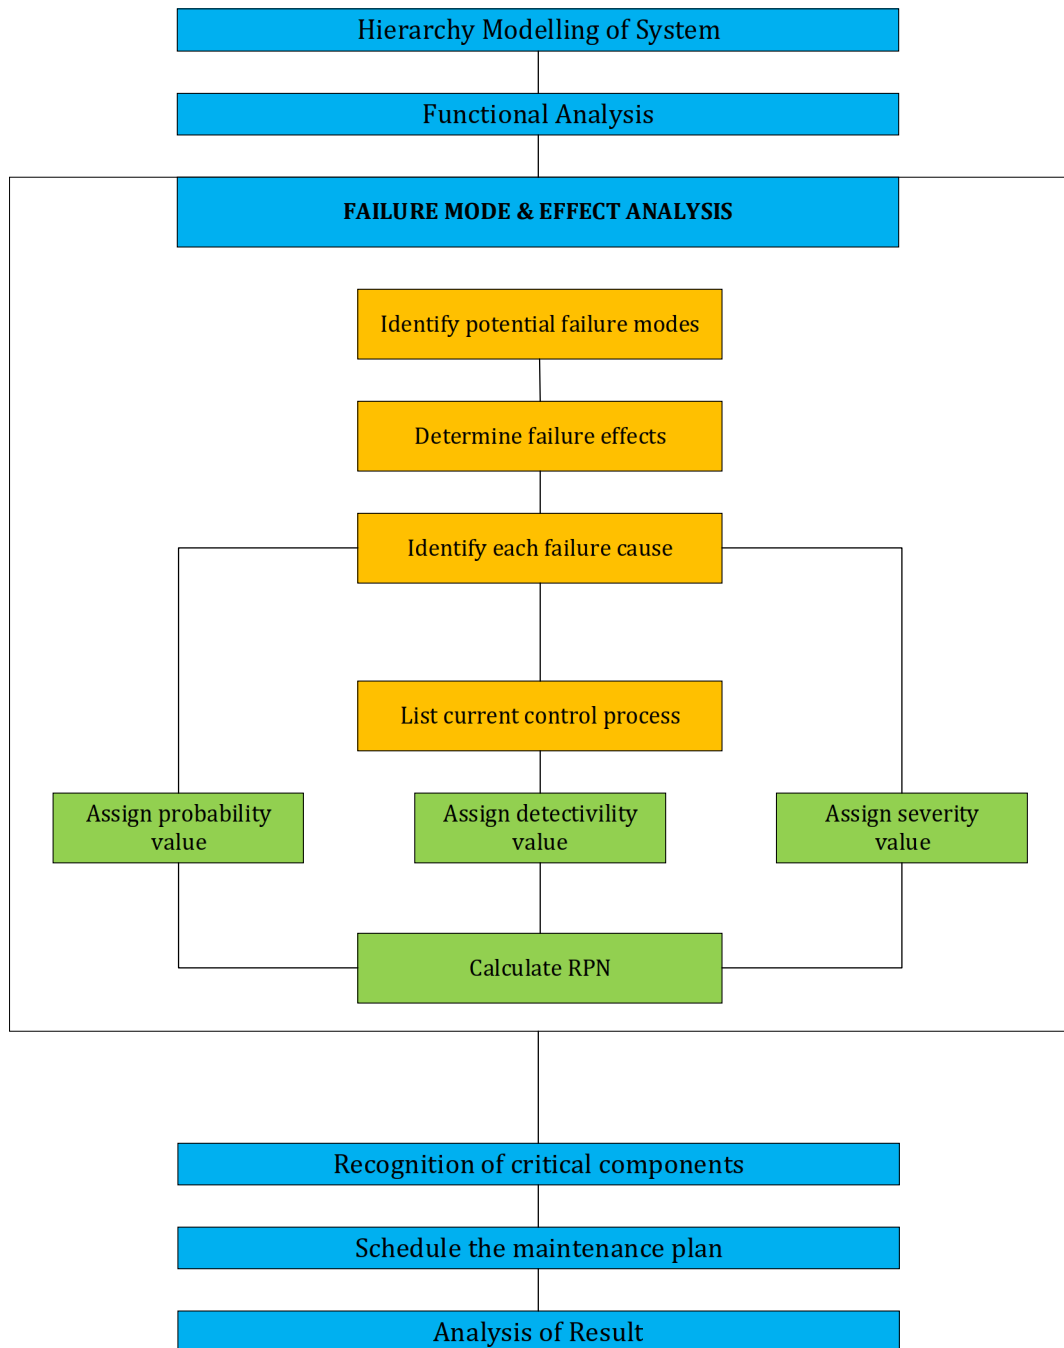 Hierarchy Modelling of System
Functional Analysis
FAILURE MODE & EFFECT ANALYSIS
Identify potential failure modes
Determine failure effects
Identify each failure cause
List current control process
Assign probability
value
Assign detectivility
value
Assign severity
value
Calculate RPN
Recognition of critical components
Schedule the maintenance plan
Analysis of Result